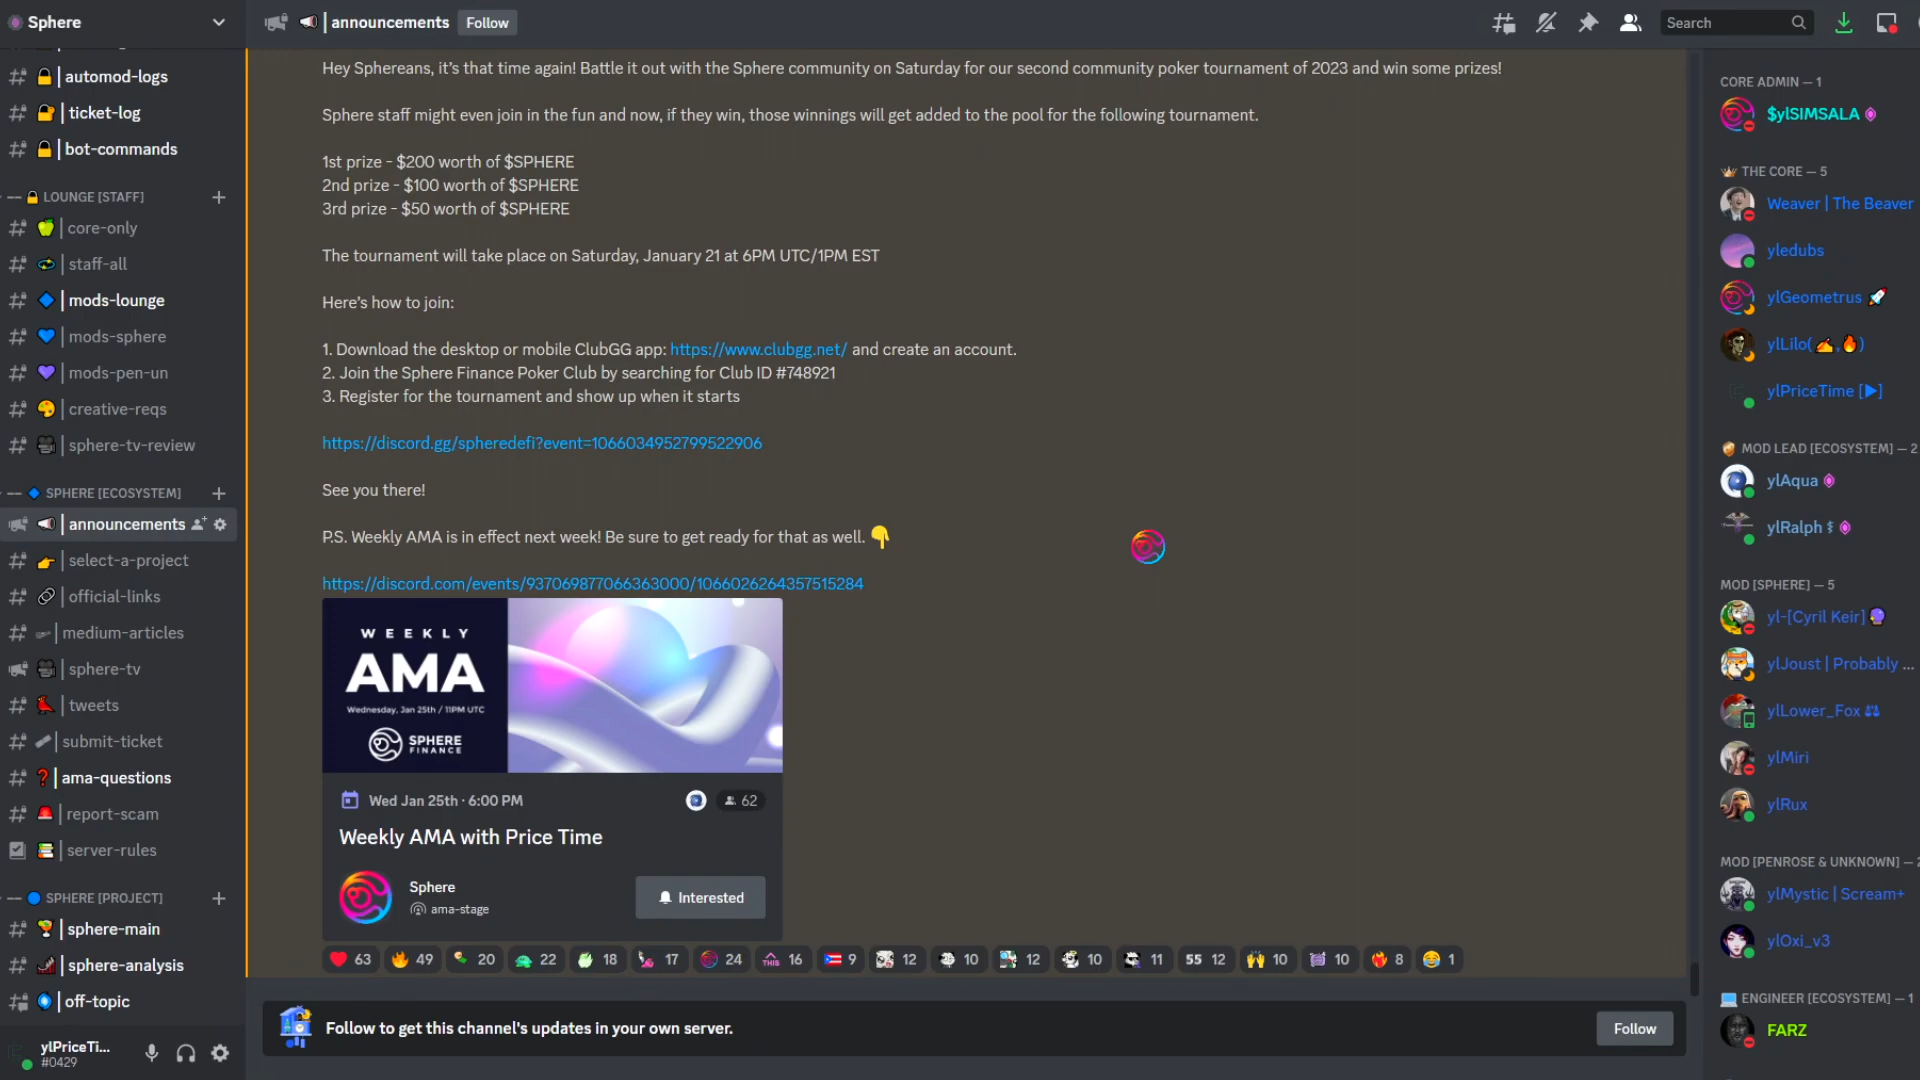 Sphere
automod-logs
ticket-log
bot-commands
LOUNGE [STAFF]
core-only
staff-all
mods-lounge
mods-sphere
mods-pen-un
creative-reqs
sphere-tv-review
SPHERE [ECOSYSTEM]
announcements
select-a-project
official-links
medium-articles
sphere-tv
tweets
submit-ticket
ama-questions
report-scam
server-rules
SPHERE [PROJECT]
sphere-main
sphere-analysis
off-topic
ylPriceTi...
#0429
announcements Follow
Search
Hey Sphereans, it's that time again! Battle it out with the Sphere community on Saturday for our second community poker tournament of 2023 and win some prizes!
Sphere staff might even join in the fun and now, if they win, those winnings will get added to the pool for the following tournament.
1st prize - $200 worth of $SPHERE
2nd prize - $100 worth of $SPHERE
3rd prize - $50 worth of $SPHERE
The tournament will take place on Saturday, January 21 at 6PM UTC/1PM EST
Here's how to join:
1. Download the desktop or mobile ClubGG app: https://www.clubgg.net/ and create an account.
2. Join the Sphere Finance Poker Club by searching for Club ID #748921
3. Register for the tournament and show up when it starts
https://discord.gg/spheredefi?event=1066034952799522906
See you there!
P.S. Weekly AMA is in effect next week! Be sure to get ready for that as well. 👇
https://discord.com/events/937069877066363000/1066026264357515284
WEEKLY
AMA
Wednesday, Jan 25th / 11PM UTC
SPHERE
FINANCE
Wed Jan 25th · 6:00 PM
62
Weekly AMA with Price Time
Sphere
ama-stage
Interested
63 49 20 22 18 17 24 THIS 16 9 12 10 12 10 11 55 12 10 10 8 1
Follow to get this channel's updates in your own server.
Follow
CORE ADMIN — 1
$ylSIMSALA
THE CORE — 5
Weaver | The Beaver
yledubs
ylGeometrus 🚀
ylLilo(✍️,🔥)
ylPriceTime [▶]
MOD LEAD [ECOSYSTEM] — 2
ylAqua
ylRalph
MOD [SPHERE] — 5
yl-[Cyril Keir]
ylJoust | Probably ...
ylLower_Fox
ylMiri
ylRux
MOD [PENROSE & UNKNOWN] —
ylMystic | Scream+
ylOxi_v3
ENGINEER [ECOSYSTEM] — 1
FARZ